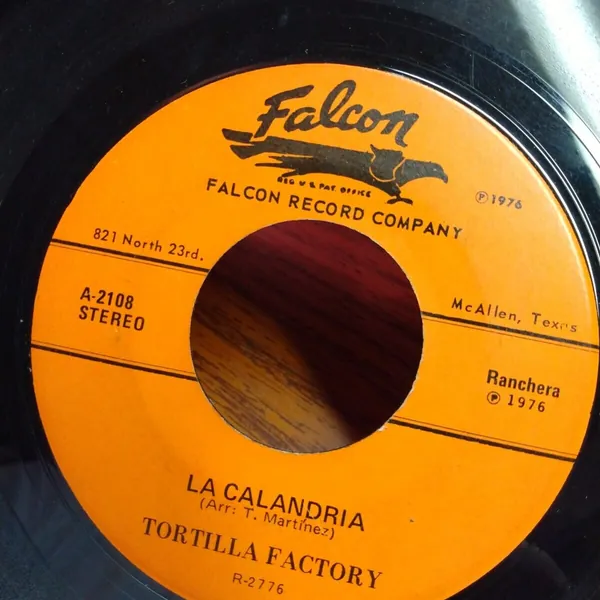 Falcon
REG U S PAT. OFFICE
FALCON RECORD COMPANY
℗ 1976
821 North 23rd.
McAllen, Texas
A-2108
STEREO
Ranchera
℗ 1976
LA CALANDRIA
(Arr: T. Martinez)
TORTILLA FACTORY
R-2776